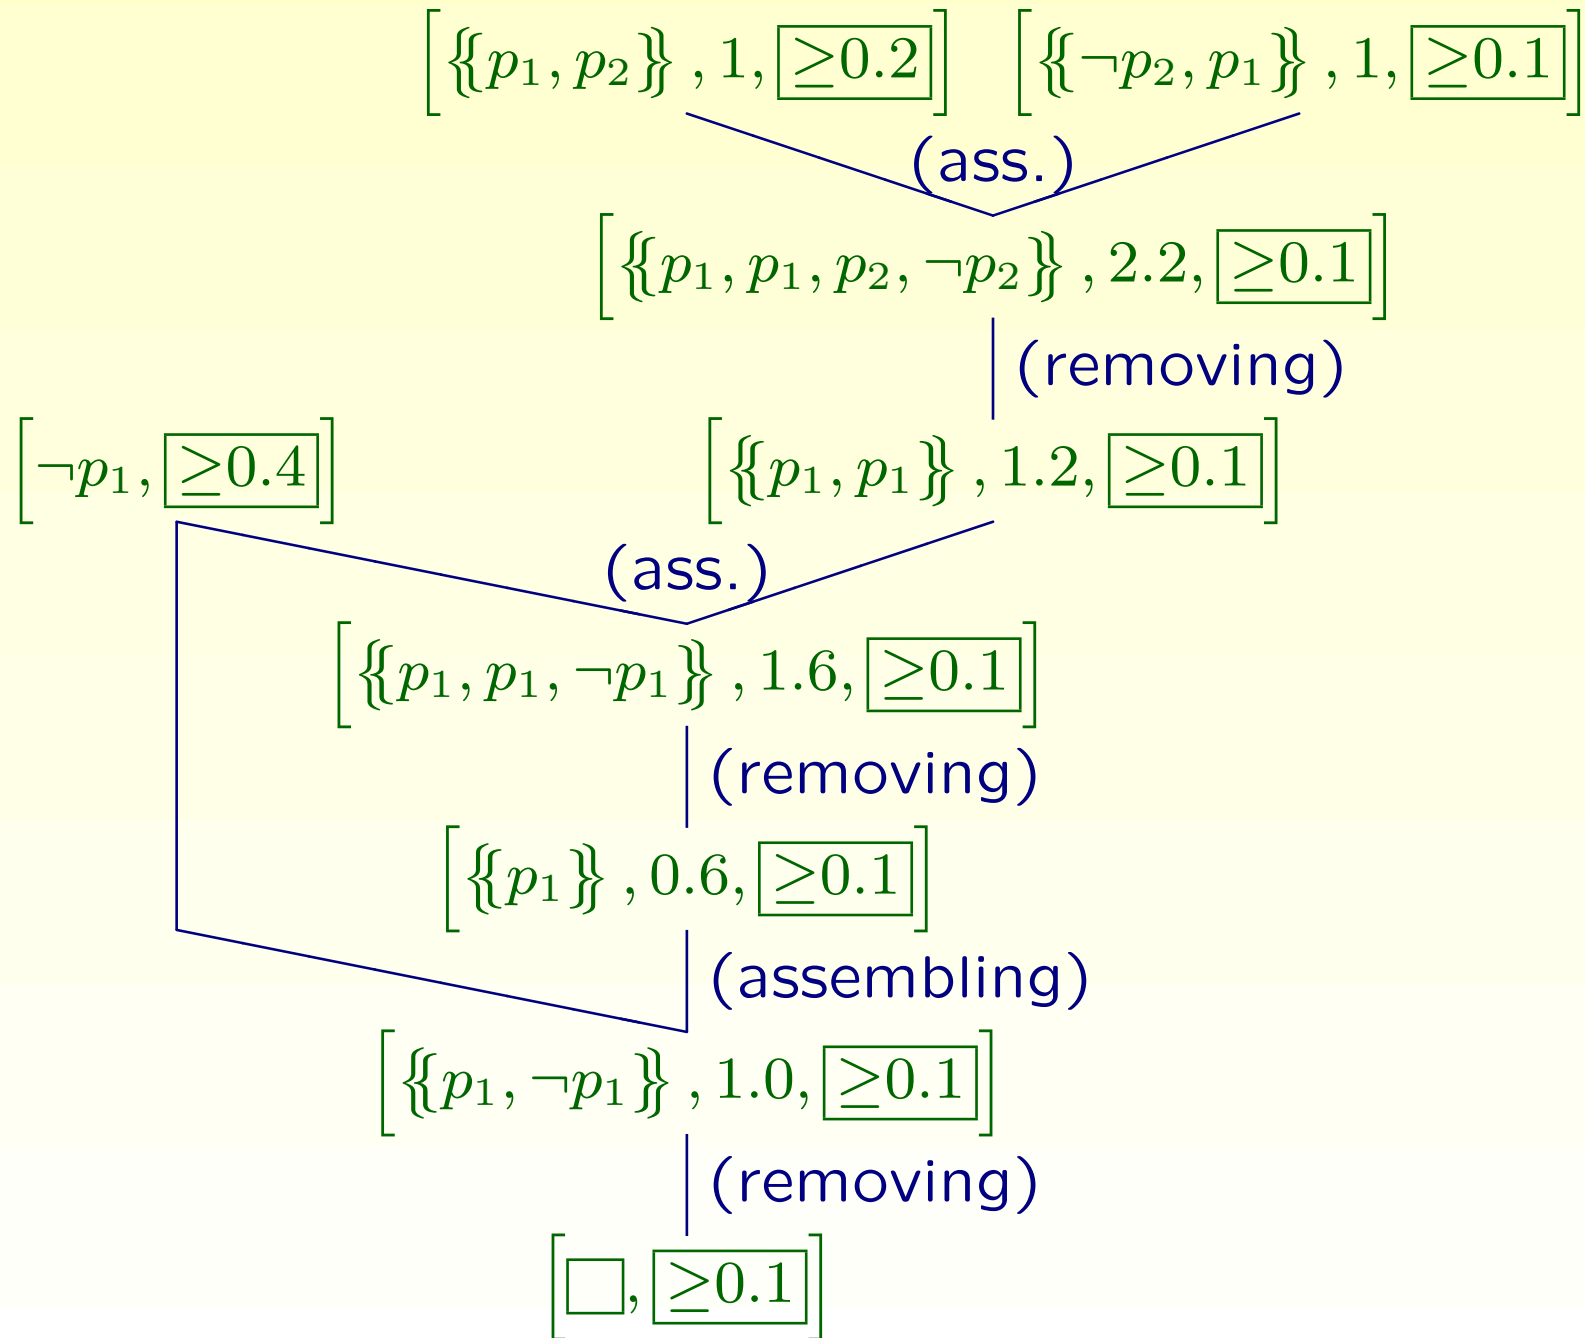 [{{p₁, p₂}}, 1, ≥0.2] [{{¬p₂, p₁}}, 1, ≥0.1]
(ass.)
[{{p₁, p₁, p₂, ¬p₂}}, 2.2, ≥0.1]
(removing)
[¬p₁, ≥0.4] [{{p₁, p₁}}, 1.2, ≥0.1]
(ass.)
[{{p₁, p₁, ¬p₁}}, 1.6, ≥0.1]
(removing)
[{{p₁}}, 0.6, ≥0.1]
(assembling)
[{{p₁, ¬p₁}}, 1.0, ≥0.1]
(removing)
[□, ≥0.1]